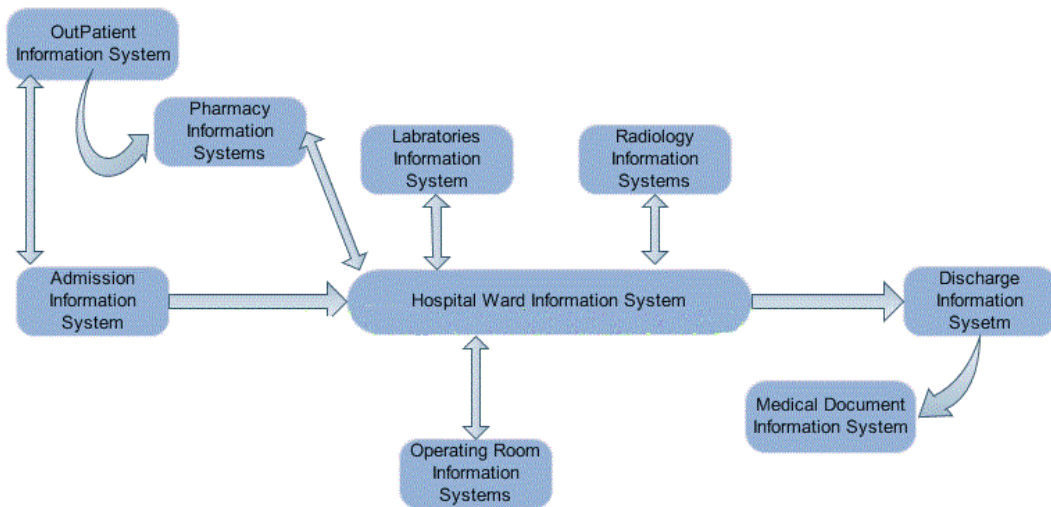 OutPatient
Information System
Pharmacy
Information
Systems
Labratories
Information
System
Radiology
Information
Systems
Admission
Information
System
Hospital Ward Information System
Discharge
Information
Sysetm
Medical Document
Information System
Operating Room
Information
Systems